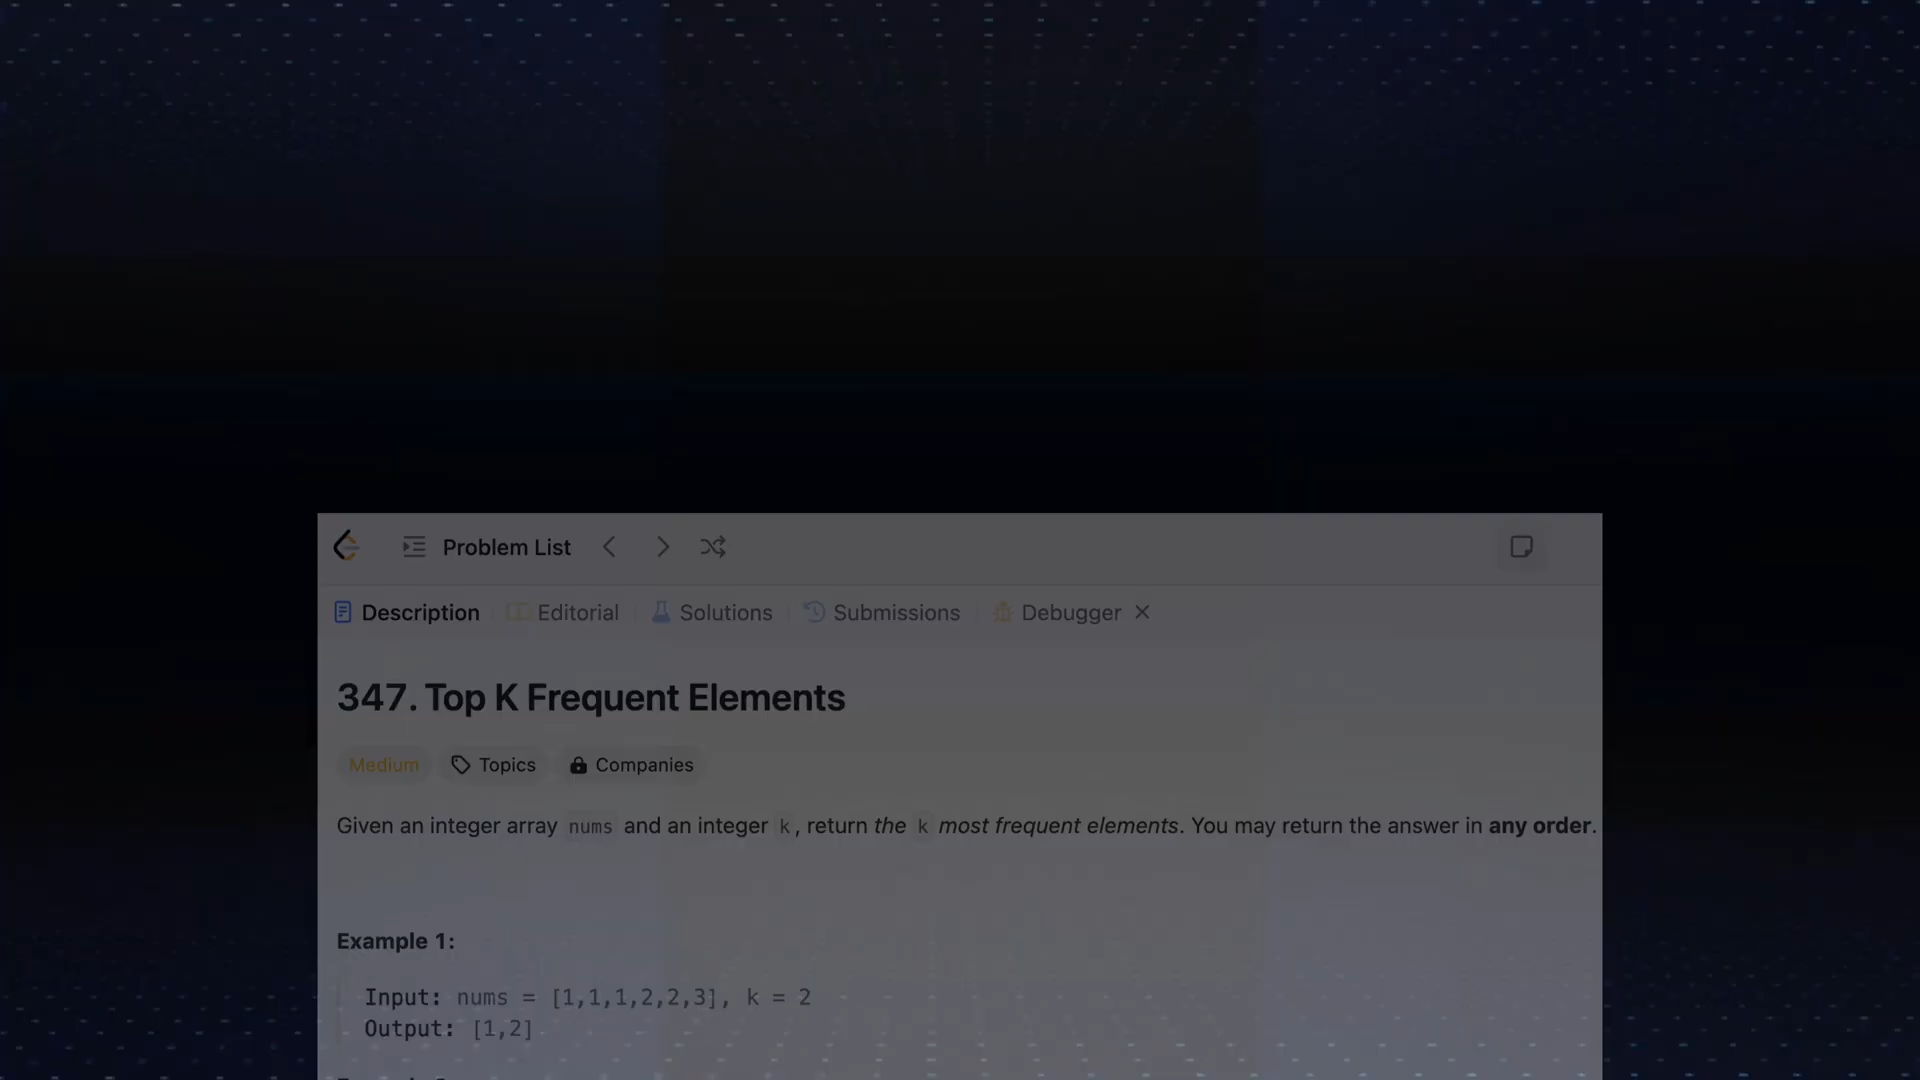 Problem List
Description Editorial Solutions Submissions Debugger
347. Top K Frequent Elements
Medium Topics Companies
Given an integer array nums and an integer k, return the k most frequent elements. You may return the answer in any order.
Example 1:
Input: nums = [1,1,1,2,2,3], k = 2
Output: [1,2]